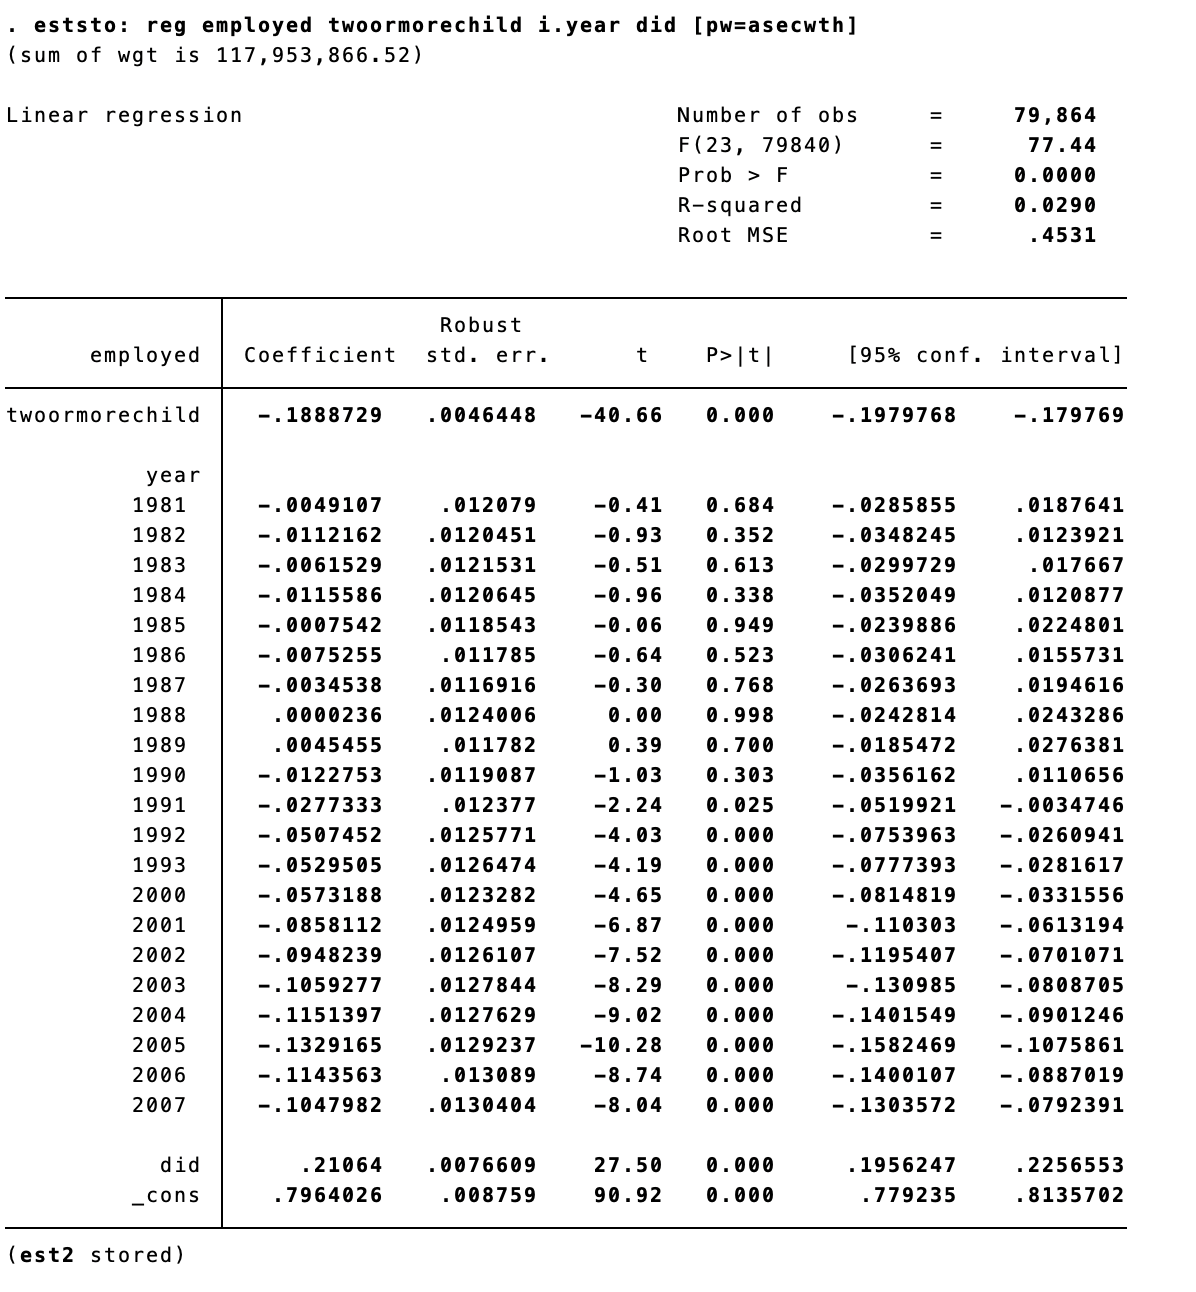 . eststo: reg employed twoormorechild i.year did [pw=asecwth]
(sum of wgt is 117,953,866.52)
Linear regression Number of obs = 79,864
F(23, 79840) = 77.44
Prob > F = 0.0000
R-squared = 0.0290
Root MSE = .4531
Robust
employed Coefficient std. err. t P>|t| [95% conf. interval]
twoormorechild -.1888729 .0046448 -40.66 0.000 -.1979768 -.179769
year
1981 -.0049107 .012079 -0.41 0.684 -.0285855 .0187641
1982 -.0112162 .0120451 -0.93 0.352 -.0348245 .0123921
1983 -.0061529 .0121531 -0.51 0.613 -.0299729 .017667
1984 -.0115586 .0120645 -0.96 0.338 -.0352049 .0120877
1985 -.0007542 .0118543 -0.06 0.949 -.0239886 .0224801
1986 -.0075255 .011785 -0.64 0.523 -.0306241 .0155731
1987 -.0034538 .0116916 -0.30 0.768 -.0263693 .0194616
1988 .0000236 .0124006 0.00 0.998 -.0242814 .0243286
1989 .0045455 .011782 0.39 0.700 -.0185472 .0276381
1990 -.0122753 .0119087 -1.03 0.303 -.0356162 .0110656
1991 -.0277333 .012377 -2.24 0.025 -.0519921 -.0034746
1992 -.0507452 .0125771 -4.03 0.000 -.0753963 -.0260941
1993 -.0529505 .0126474 -4.19 0.000 -.0777393 -.0281617
2000 -.0573188 .0123282 -4.65 0.000 -.0814819 -.0331556
2001 -.0858112 .0124959 -6.87 0.000 -.110303 -.0613194
2002 -.0948239 .0126107 -7.52 0.000 -.1195407 -.0701071
2003 -.1059277 .0127844 -8.29 0.000 -.130985 -.0808705
2004 -.1151397 .0127629 -9.02 0.000 -.1401549 -.0901246
2005 -.1329165 .0129237 -10.28 0.000 -.1582469 -.1075861
2006 -.1143563 .013089 -8.74 0.000 -.1400107 -.0887019
2007 -.1047982 .0130404 -8.04 0.000 -.1303572 -.0792391
did .21064 .0076609 27.50 0.000 .1956247 .2256553
_cons .7964026 .008759 90.92 0.000 .779235 .8135702
(est2 stored)